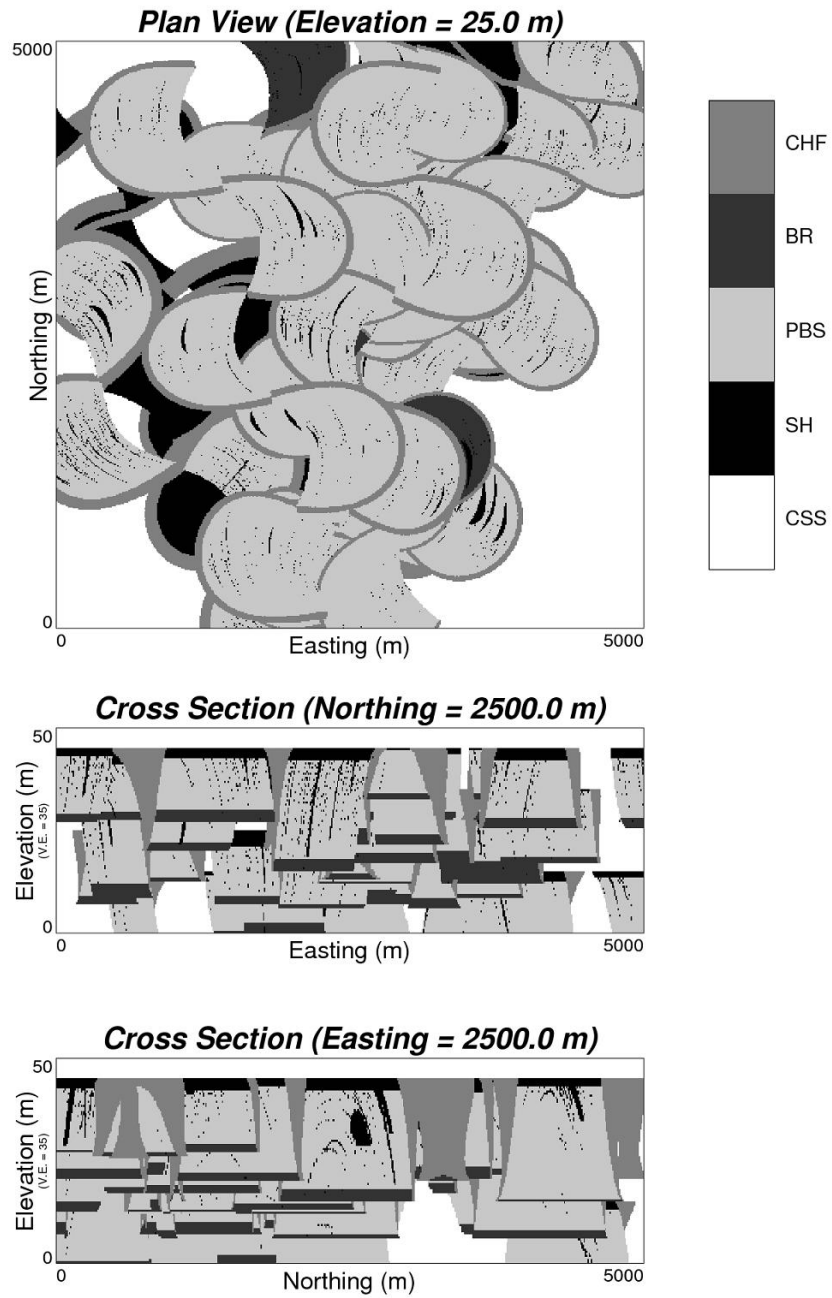 Plan View (Elevation = 25.0 m)
5000
Northing (m)
0
0
Easting (m)
5000
CHF
BR
PBS
SH
CSS
Cross Section (Northing = 2500.0 m)
50
Elevation (m)
(V.E. = 35)
0
0
Easting (m)
5000
Cross Section (Easting = 2500.0 m)
50
Elevation (m)
(V.E. = 35)
0
0
Northing (m)
5000